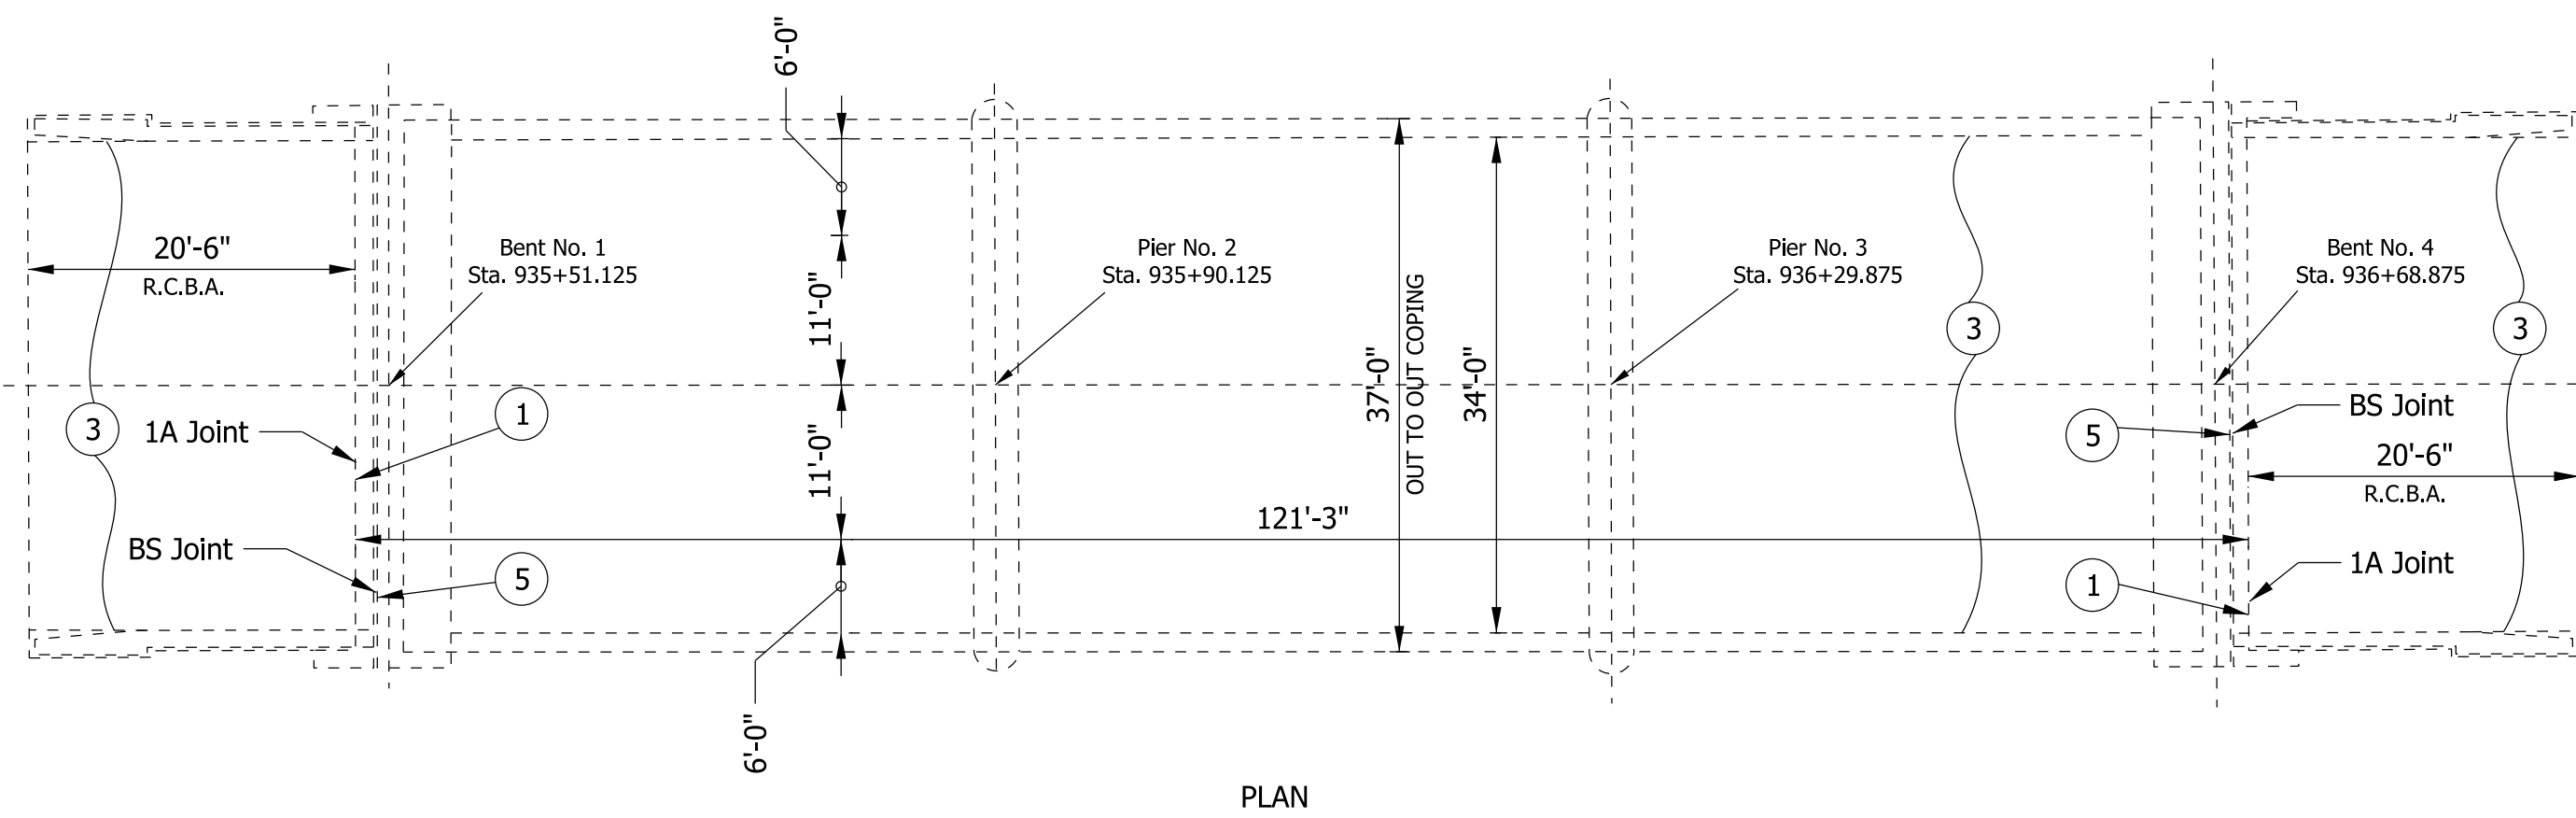 6'-0"
20'-6"
R.C.B.A.
Bent No. 1
Sta. 935+51.125
11'-0"
Pier No. 2
Sta. 935+90.125
37'-0"
OUT TO OUT COPING
34'-0"
Pier No. 3
Sta. 936+29.875
3
Bent No. 4
Sta. 936+68.875
3
3
1A Joint
1
11'-0"
5
BS Joint
20'-6"
R.C.B.A.
121'-3"
BS Joint
5
1
1A Joint
6'-0"
PLAN